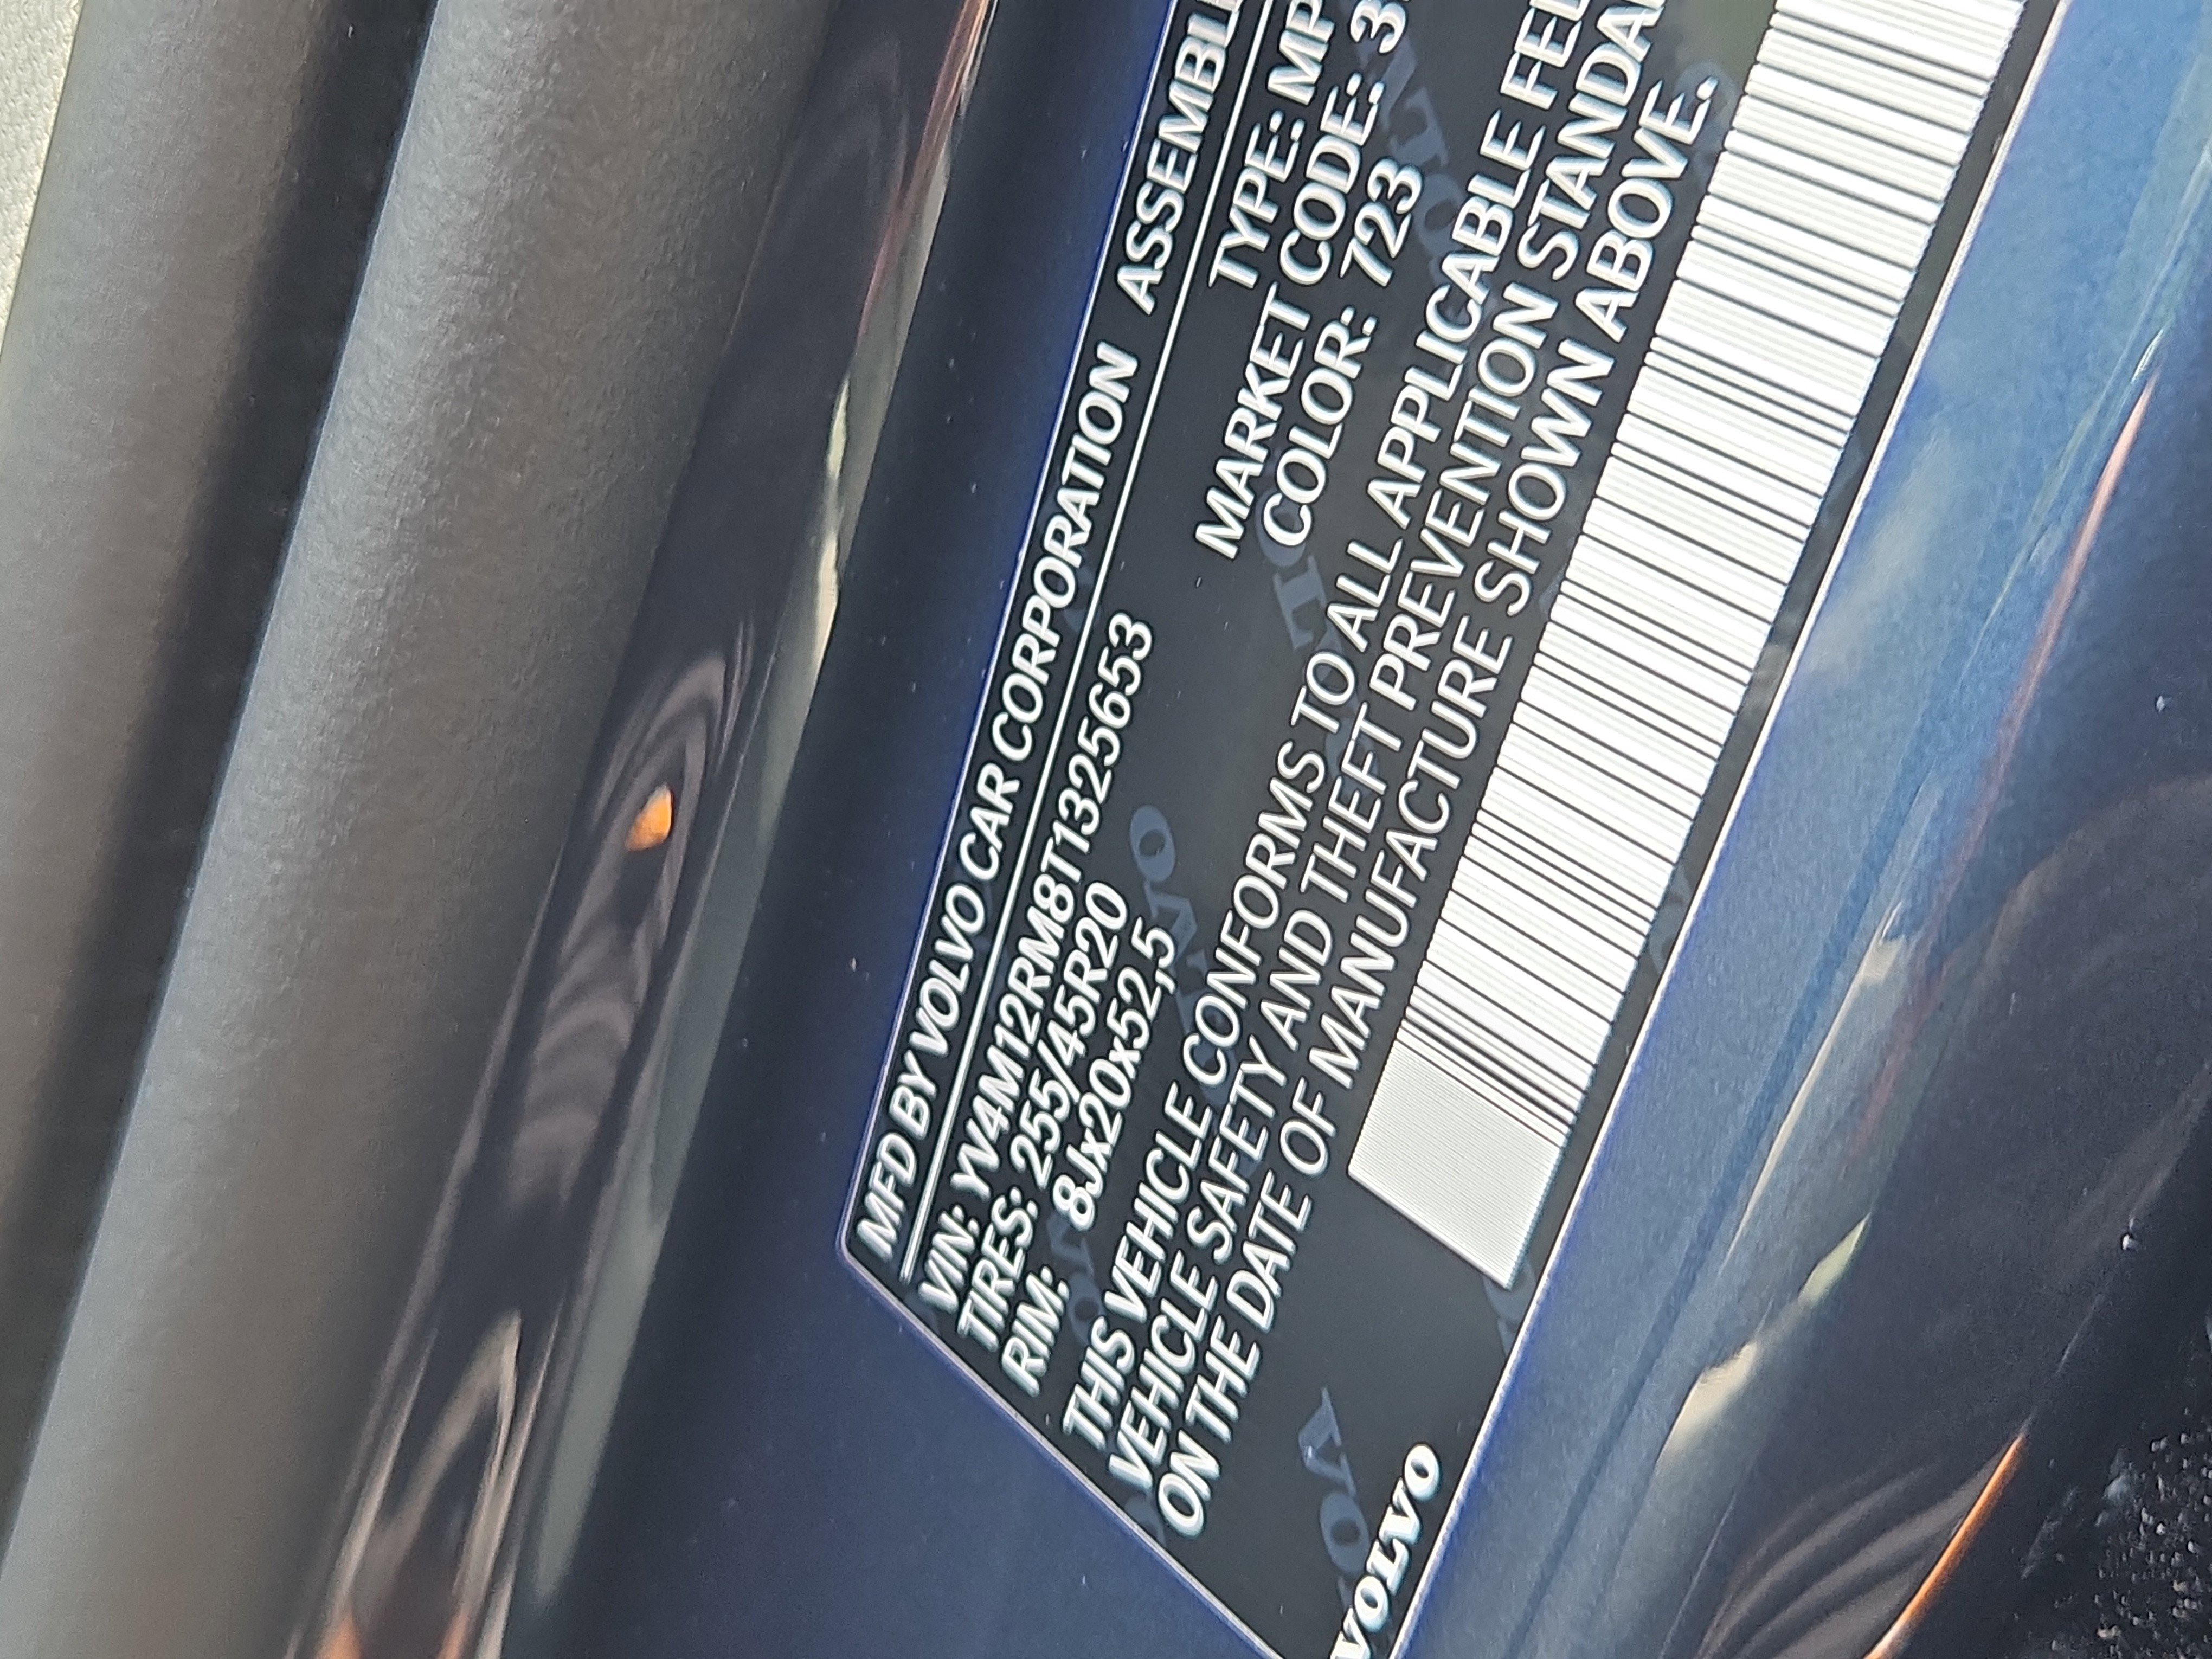 MFD BY VOLVO CAR CORPORATION ASSEMBL
VIN: YV4M12RM8T1325653
TYPE: MP
TIRES: 255/45R20
MARKET CODE: 3
RIM: 8Jx20x52,5
COLOR: 723
THIS VEHICLE CONFORMS TO ALL APPLICABLE FED
VEHICLE SAFETY AND THEFT PREVENTION STANDA
ON THE DATE OF MANUFACTURE SHOWN ABOVE.
VOLVO